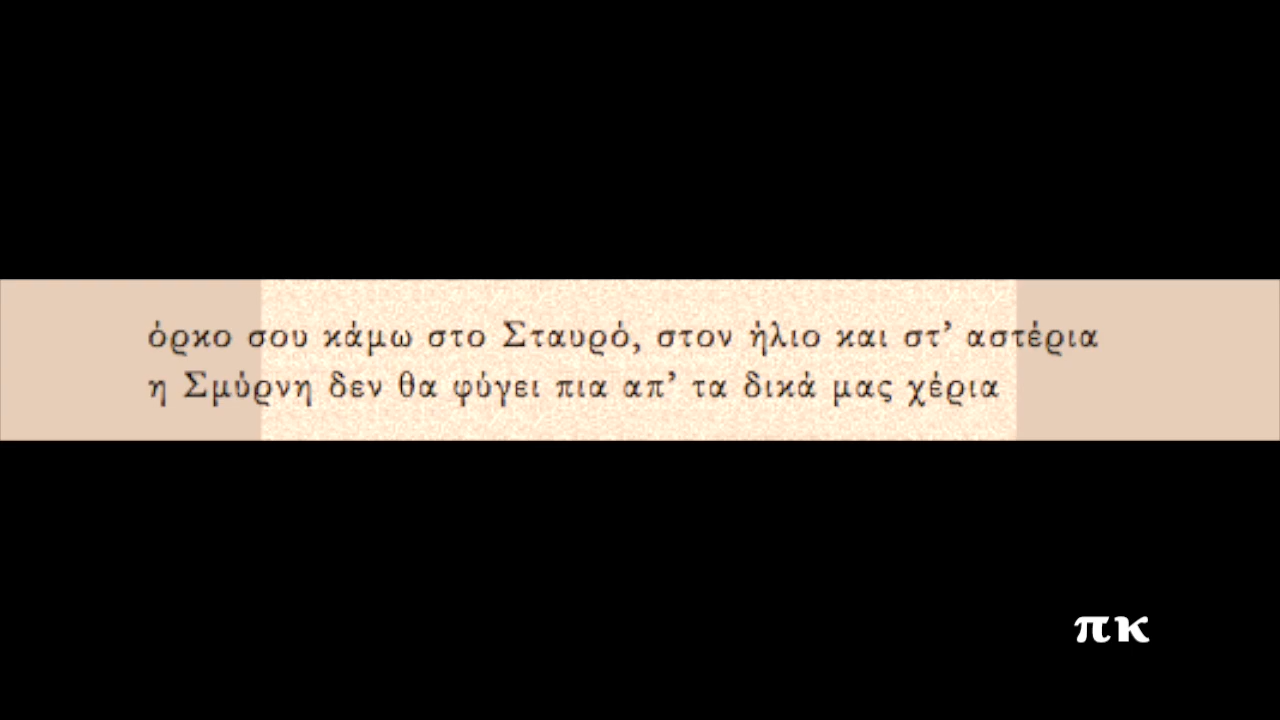 όρκο σου κάμω στο Σταυρό, στον ήλιο και στ’ αστέρια
η Σμύρνη δεν θα φύγει πια απ’ τα δικά μας χέρια
πκ